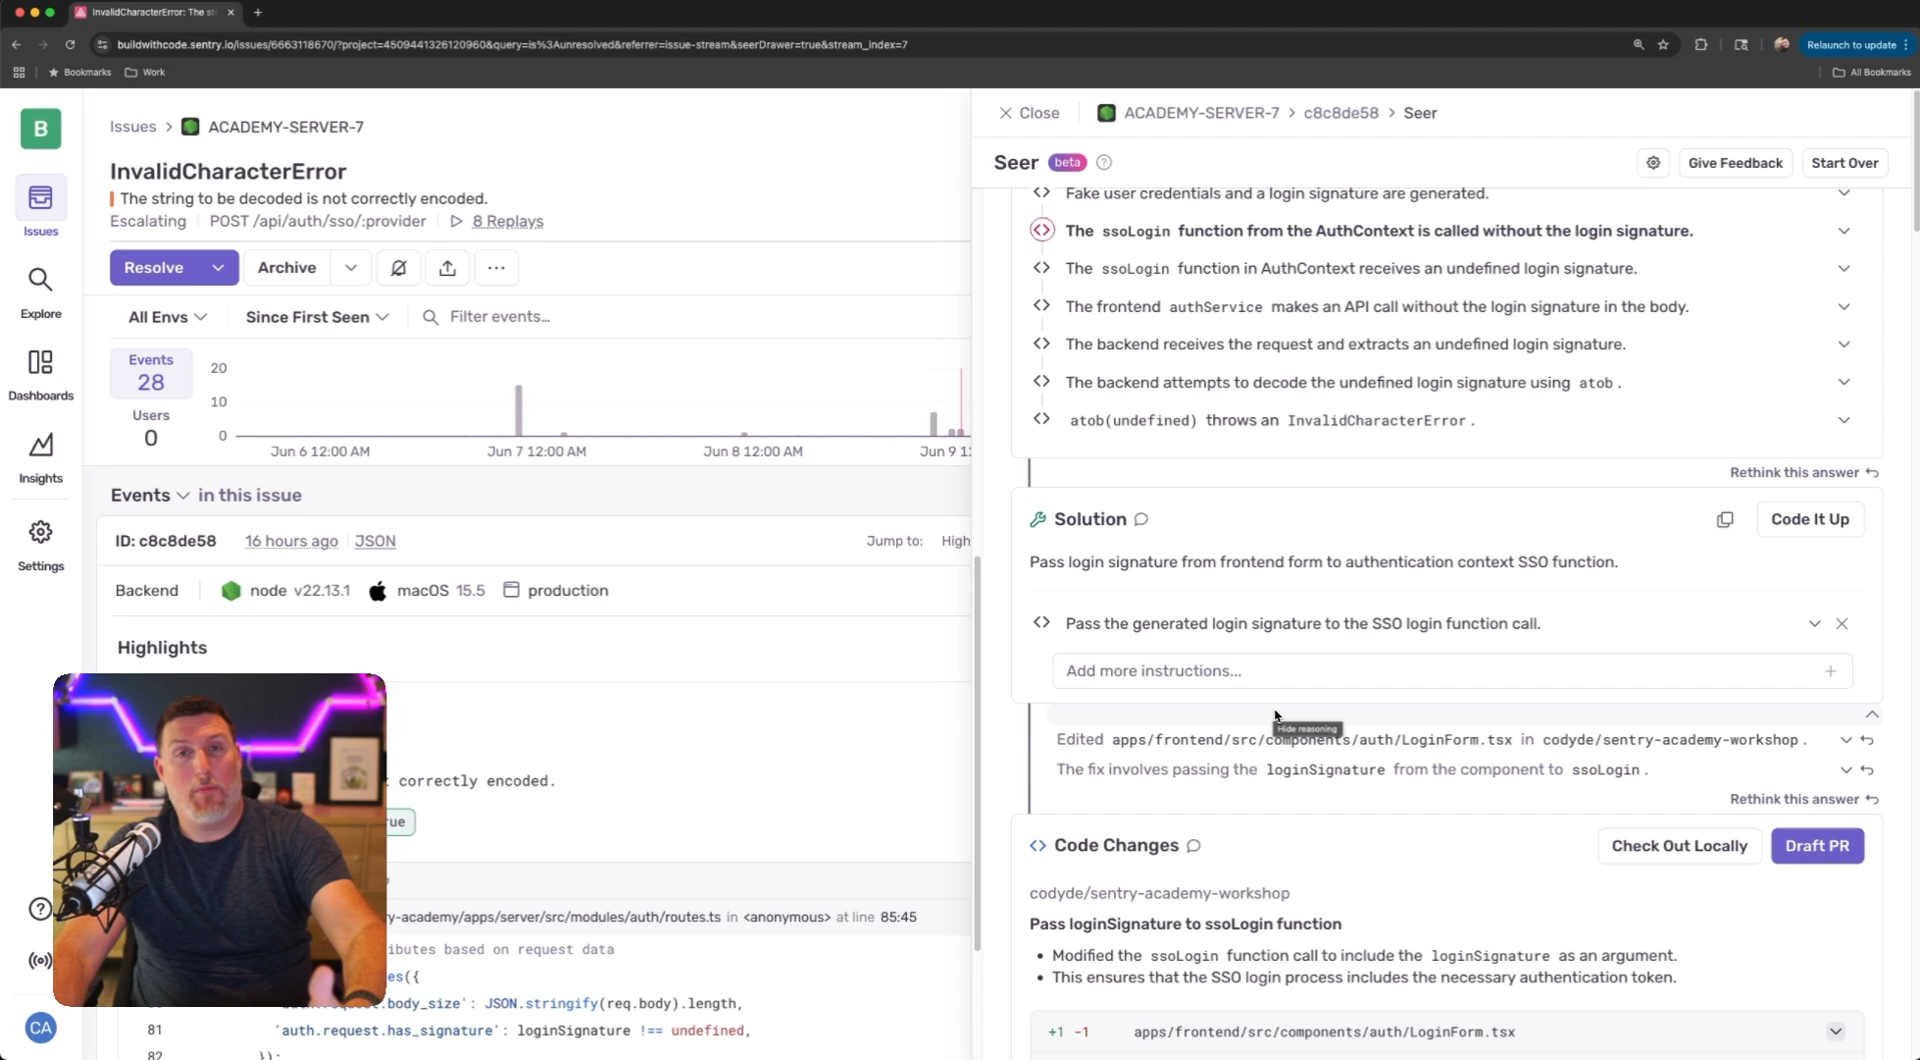 InvalidCharacterError: The st
buildwithcode.sentry.io/issues/6663118670/?project=4509441326120960&query=is%3Aunresolved&referrer=issue-stream&seerDrawer=true&stream_index=7
Relaunch to update
Bookmarks
Work
All Bookmarks
B
Issues
Explore
Dashboards
Insights
Settings
CA
Issues > ACADEMY-SERVER-7
InvalidCharacterError
The string to be decoded is not correctly encoded.
Escalating POST /api/auth/sso/:provider 8 Replays
Resolve Archive
All Envs Since First Seen Filter events...
Events
28
Users
0
20
10
0
Jun 6 12:00 AM Jun 7 12:00 AM Jun 8 12:00 AM Jun 9 1
Events in this issue
ID: c8c8de58 16 hours ago JSON Jump to: High
Backend node v22.13.1 macOS 15.5 production
Highlights
correctly encoded.
rue
y-academy/apps/server/src/modules/auth/routes.ts in <anonymous> at line 85:45
ibutes based on request data
es({
body_size': JSON.stringify(req.body).length,
81 'auth.request.has_signature': loginSignature !== undefined,
82 });
Close ACADEMY-SERVER-7 > c8c8de58 > Seer
Seer beta Give Feedback Start Over
Fake user credentials and a login signature are generated.
The ssoLogin function from the AuthContext is called without the login signature.
The ssoLogin function in AuthContext receives an undefined login signature.
The frontend authService makes an API call without the login signature in the body.
The backend receives the request and extracts an undefined login signature.
The backend attempts to decode the undefined login signature using atob.
atob(undefined) throws an InvalidCharacterError.
Rethink this answer
Solution Code It Up
Pass login signature from frontend form to authentication context SSO function.
Pass the generated login signature to the SSO login function call.
Add more instructions...
Hide reasoning
Edited apps/frontend/src/components/auth/LoginForm.tsx in codyde/sentry-academy-workshop.
The fix involves passing the loginSignature from the component to ssoLogin.
Rethink this answer
Code Changes Check Out Locally Draft PR
codyde/sentry-academy-workshop
Pass loginSignature to ssoLogin function
• Modified the ssoLogin function call to include the loginSignature as an argument.
• This ensures that the SSO login process includes the necessary authentication token.
+1 -1 apps/frontend/src/components/auth/LoginForm.tsx